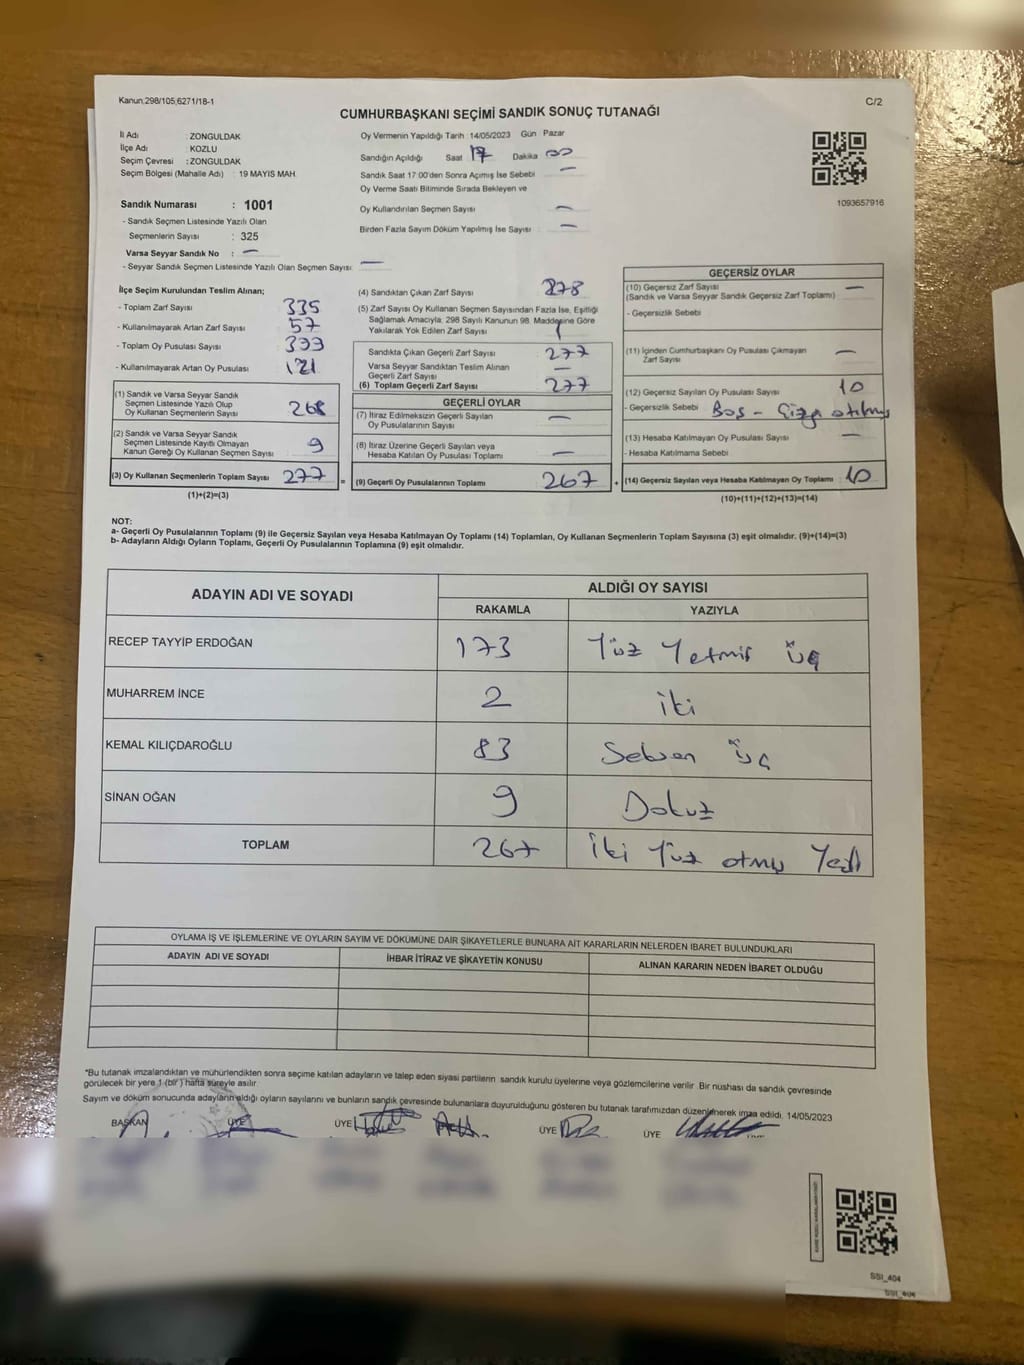 Kanun,298/105,6271/18-1
C/2
CUMHURBAŞKANI SEÇİMİ SANDIK SONUÇ TUTANAĞI
İl Adı : ZONGULDAK
İlçe Adı : KOZLU
Seçim Çevresi : ZONGULDAK
Seçim Bölgesi (Mahalle Adı) : 19 MAYIS MAH.
Sandık Numarası : 1001
- Sandık Seçmen Listesinde Yazılı Olan
Seçmenlerin Sayısı : 325
Varsa Seyyar Sandık No : —
- Seyyar Sandık Seçmen Listesinde Yazılı Olan Seçmen Sayısı: —
Oy Vermenin Yapıldığı Tarih :14/05/2023 Gün Pazar
Sandığın Açıldığı Saat 17 Dakika 00
Sandık Saat 17:00'den Sonra Açımış İse Sebebi —
Oy Verme Saati Bitiminde Sırada Bekleyen ve
Oy Kullandırılan Seçmen Sayısı —
Birden Fazla Sayım Döküm Yapılmış İse Sayısı : —
1093657916
İlçe Seçim Kurulundan Teslim Alınan;
- Toplam Zarf Sayısı 335
- Kullanılmayarak Artan Zarf Sayısı 57
- Toplam Oy Pusulası Sayısı
- Kullanılmayarak Artan Oy Pusulası 121
(1) Sandık ve Varsa Seyyar Sandık
Seçmen Listesinde Yazılı Olup
Oy Kullanan Seçmenlerin Sayısı 268
(2) Sandık ve Varsa Seyyar Sandık
Seçmen Listesinde Kayıtlı Olmayan
Kanun Gereği Oy Kullanan Seçmen Sayısı 9
(3) Oy Kullanan Seçmenlerin Toplam Sayısı 277 =
(1)+(2)=(3)
(4) Sandıktan Çıkan Zarf Sayısı 278
(5) Zarf Sayısı Oy Kullanan Seçmen Sayısından Fazla İse, Eşitliği
Sağlamak Amacıyla, 298 Sayılı Kanunun 98. Maddesine Göre
Yakılarak Yok Edilen Zarf Sayısı 1
Sandıkta Çıkan Geçerli Zarf Sayısı 277
Varsa Seyyar Sandıktan Teslim Alınan
Geçerli Zarf Sayısı —
(6) Toplam Geçerli Zarf Sayısı 277
GEÇERLİ OYLAR
(7) İtiraz Edilmeksizin Geçerli Sayılan
Oy Pusulalarının Sayısı —
(8) İtiraz Üzerine Geçerli Sayılan veya
Hesaba Katılan Oy Pusulası Toplamı —
(9) Geçerli Oy Pusulalarının Toplamı 267 +
GEÇERSİZ OYLAR
(10) Geçersiz Zarf Sayısı —
(Sandık ve Varsa Seyyar Sandık Geçersiz Zarf Toplamı)
- Geçersizlik Sebebi
(11) İçinden Cumhurbaşkanı Oy Pusulası Çıkmayan
Zarf Sayısı —
(12) Geçersiz Sayılan Oy Pusulası Sayısı 10
- Geçersizlik Sebebi Boş - Çizgi atılmış
(13) Hesaba Katılmayan Oy Pusulası Sayısı —
- Hesaba Katılmama Sebebi
(14) Geçersiz Sayılan veya Hesaba Katılmayan Oy Toplamı 10
(10)+(11)+(12)+(13)=(14)
NOT:
a- Geçerli Oy Pusulalarının Toplamı (9) ile Geçersiz Sayılan veya Hesaba Katılmayan Oy Toplamı (14) Toplamları, Oy Kullanan Seçmenlerin Toplam Sayısına (3) eşit olmalıdır. (9)+(14)=(3)
b- Adayların Aldığı Oyların Toplamı, Geçerli Oy Pusulalarının Toplamına (9) eşit olmalıdır.
ADAYIN ADI VE SOYADI ALDIĞI OY SAYISI
RAKAMLA YAZIYLA
RECEP TAYYİP ERDOĞAN 173 Yüz Yetmiş üç
MUHARREM İNCE 2 iki
KEMAL KILIÇDAROĞLU 83 Seksen üç
SİNAN OĞAN 9 Dokuz
TOPLAM 267 iki Yüz otmış Yedi
OYLAMA İŞ VE İŞLEMLERİNE VE OYLARIN SAYIM VE DÖKÜMÜNE DAİR ŞİKAYETLERLE BUNLARA AİT KARARLARIN NELERDEN İBARET BULUNDUKLARI
ADAYIN ADI VE SOYADI İHBAR İTİRAZ VE ŞİKAYETİN KONUSU ALINAN KARARIN NEDEN İBARET OLDUĞU
*Bu tutanak imzalandıktan ve mühürlendikten sonra seçime katılan adayların ve talep eden siyasi partilerin sandık kurulu üyelerine veya gözlemcilerine verilir. Bir nüshası da sandık çevresinde
görülecek bir yere 1 (bir ) hafta süreyle asılır.
Sayım ve döküm sonucunda adayların aldığı oyların sayılarını ve bunların sandık çevresinde bulunanlara duyurulduğunu gösteren bu tutanak tarafımızdan düzenlenerek imza edildi. 14/05/2023
BAŞKAN ÜYE ÜYE ÜYE ÜYE
SSI_404
SSI_404